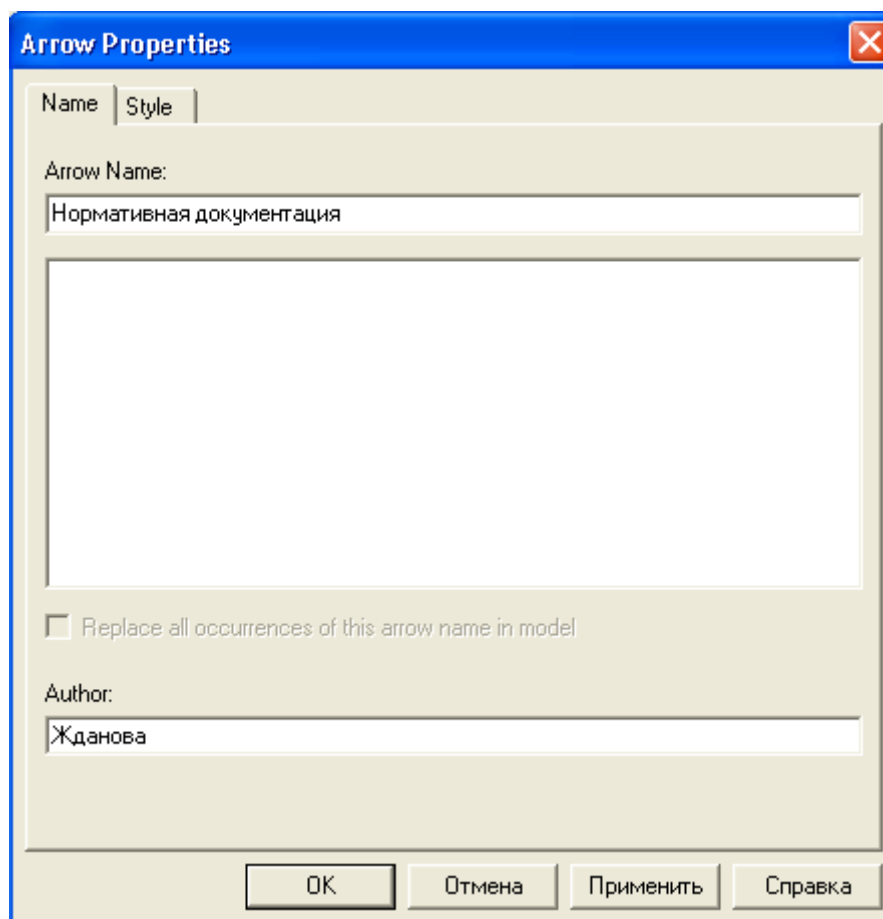 Arrow Properties
Name Style
Arrow Name:
Нормативная документация
Replace all occurrences of this arrow name in model
Author:
Жданова
OK Отмена Применить Справка